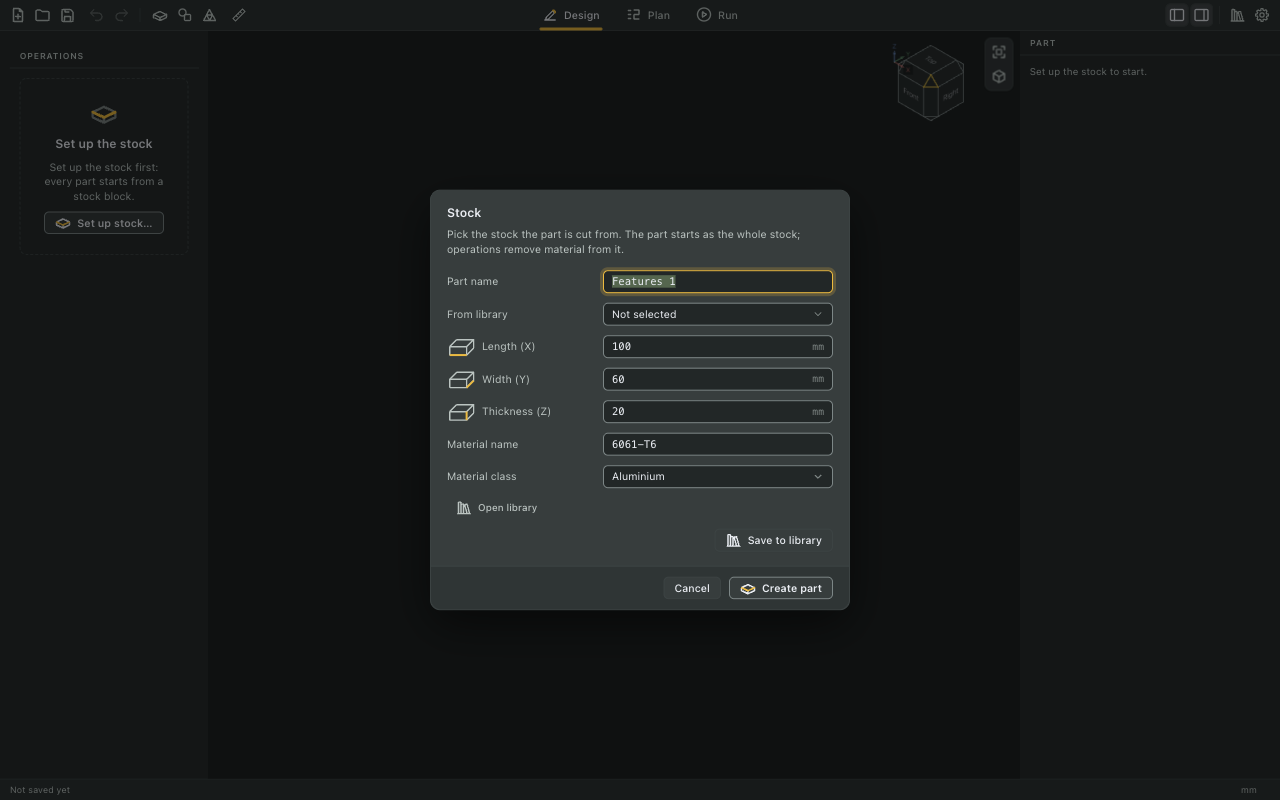 Design
Plan
Run
OPERATIONS
Set up the stock
Set up the stock first:
every part starts from a
stock block.
Set up stock...
Top
Front
Right
PART
Set up the stock to start.
Stock
Pick the stock the part is cut from. The part starts as the whole stock;
operations remove material from it.
Part name
Features 1
From library
Not selected
Length (X)
100 mm
Width (Y)
60 mm
Thickness (Z)
20 mm
Material name
6061-T6
Material class
Aluminium
Open library
Save to library
Cancel
Create part
Not saved yet
mm